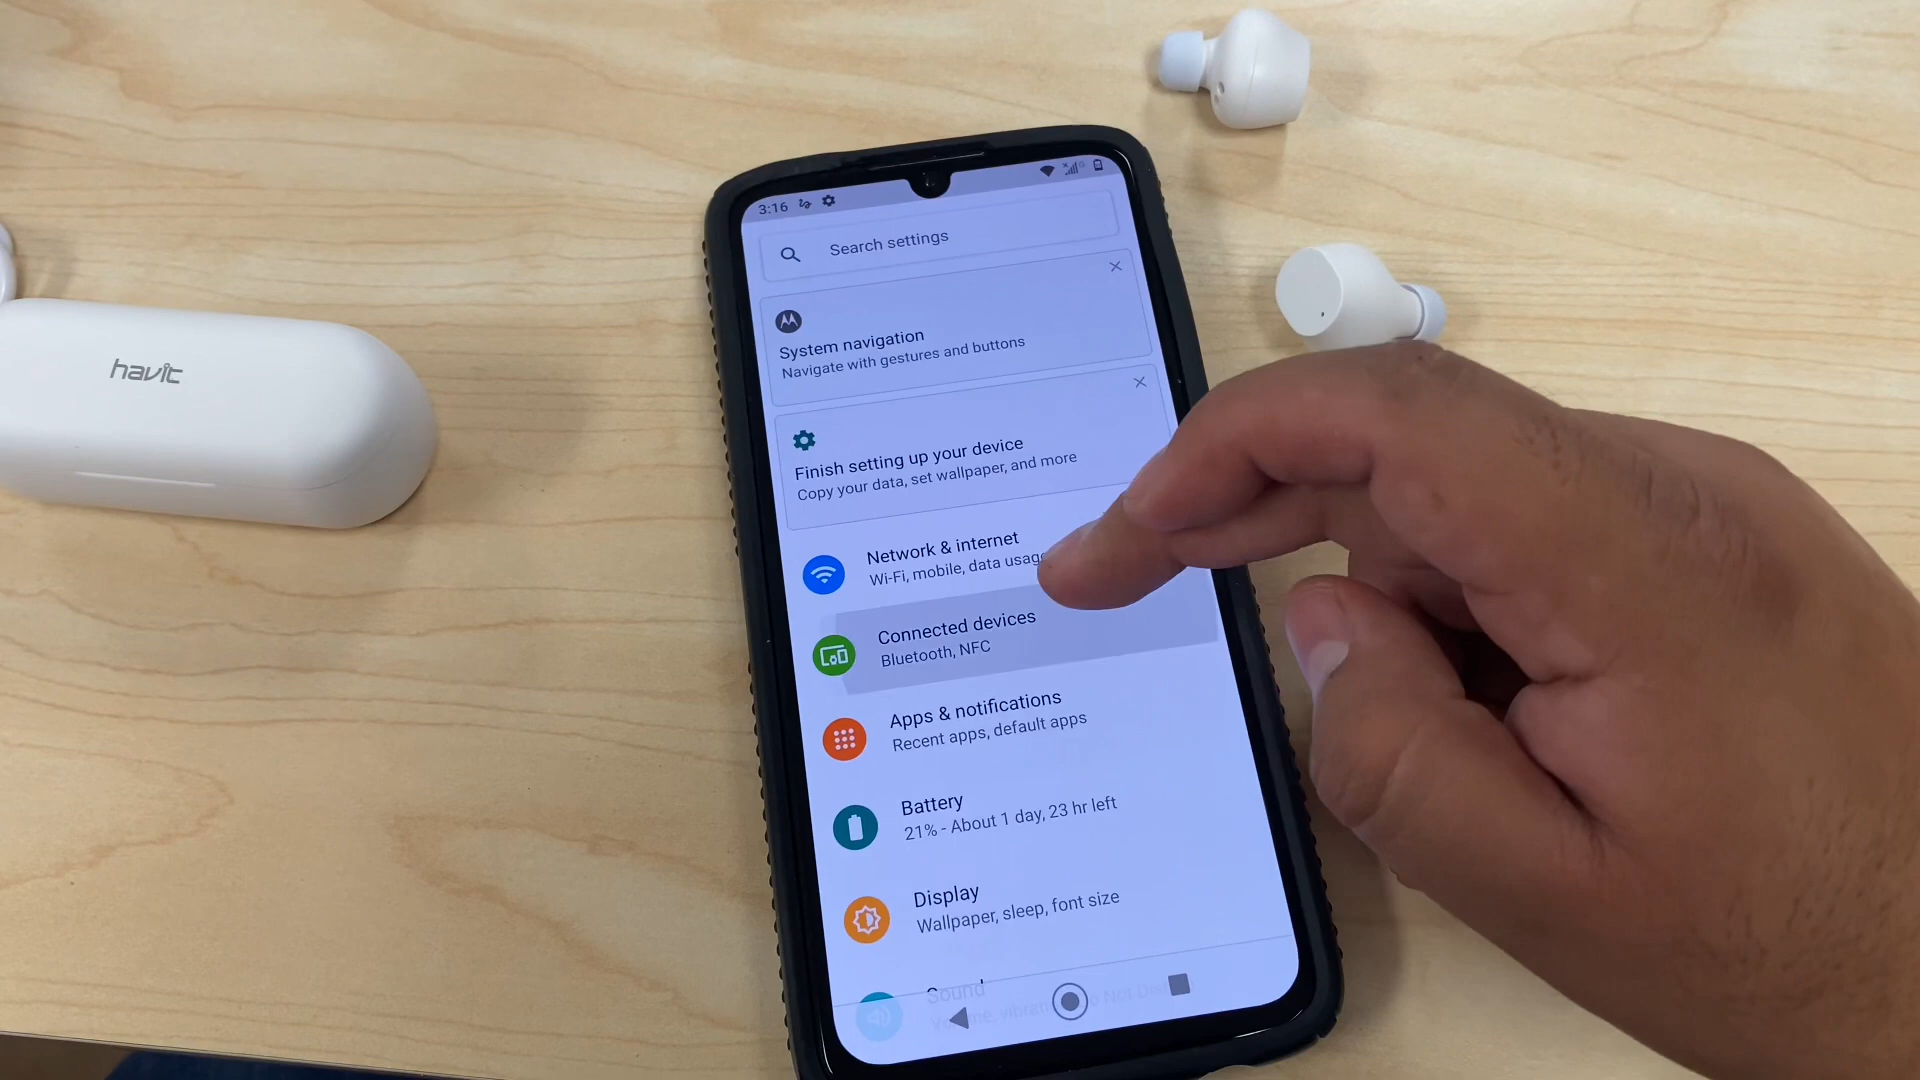 havit
3:16
Search settings
System navigation
Navigate with gestures and buttons
Finish setting up your device
Copy your data, set wallpaper, and more
Network & internet
Wi-Fi, mobile, data usage
Connected devices
Bluetooth, NFC
Apps & notifications
Recent apps, default apps
Battery
21% - About 1 day, 23 hr left
Display
Wallpaper, sleep, font size
Sound